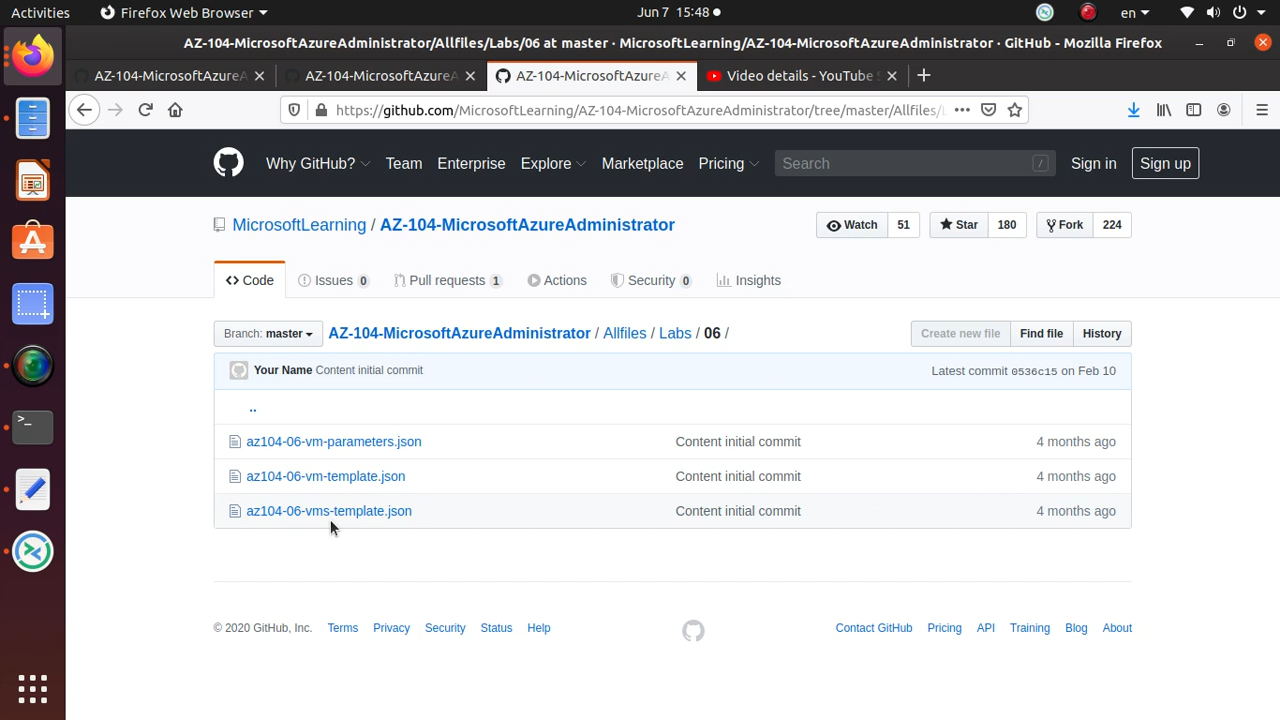 Activities Firefox Web Browser Jun 7 15:48 en
AZ-104-MicrosoftAzureAdministrator/Allfiles/Labs/06 at master · MicrosoftLearning/AZ-104-MicrosoftAzureAdministrator · GitHub - Mozilla Firefox
AZ-104-MicrosoftAzureA AZ-104-MicrosoftAzureA AZ-104-MicrosoftAzureA Video details - YouTube S
https://github.com/MicrosoftLearning/AZ-104-MicrosoftAzureAdministrator/tree/master/Allfiles/L
Why GitHub? Team Enterprise Explore Marketplace Pricing Search / Sign in Sign up
MicrosoftLearning / AZ-104-MicrosoftAzureAdministrator Watch 51 Star 180 Fork 224
Code Issues 0 Pull requests 1 Actions Security 0 Insights
Branch: master AZ-104-MicrosoftAzureAdministrator / Allfiles / Labs / 06 / Create new file Find file History
Your Name Content initial commit Latest commit 0536c15 on Feb 10
..
az104-06-vm-parameters.json Content initial commit 4 months ago
az104-06-vm-template.json Content initial commit 4 months ago
az104-06-vms-template.json Content initial commit 4 months ago
© 2020 GitHub, Inc. Terms Privacy Security Status Help Contact GitHub Pricing API Training Blog About